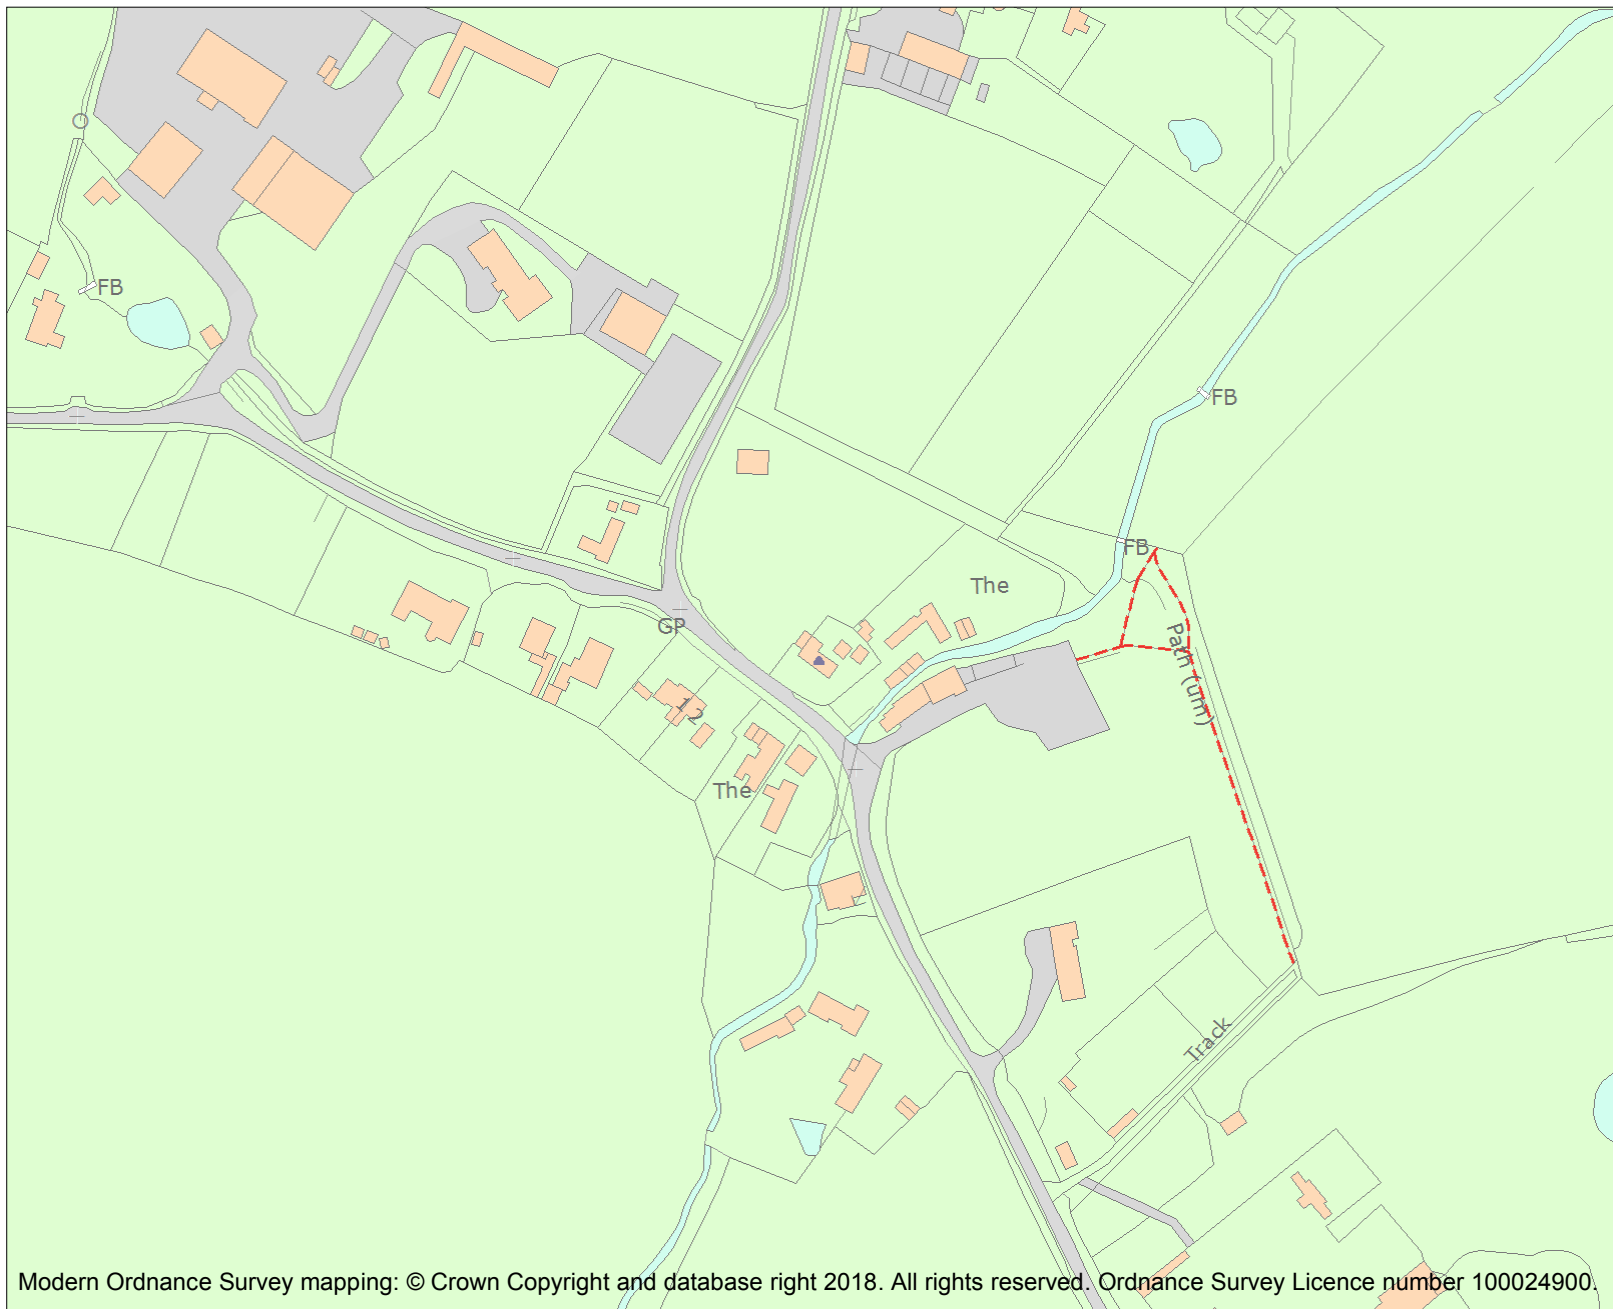 FB
FB
FB
The
GP
Path (um)
12
The
Track
Modern Ordnance Survey mapping: © Crown Copyright and database right 2018. All rights reserved. Ordnance Survey Licence number 100024900.